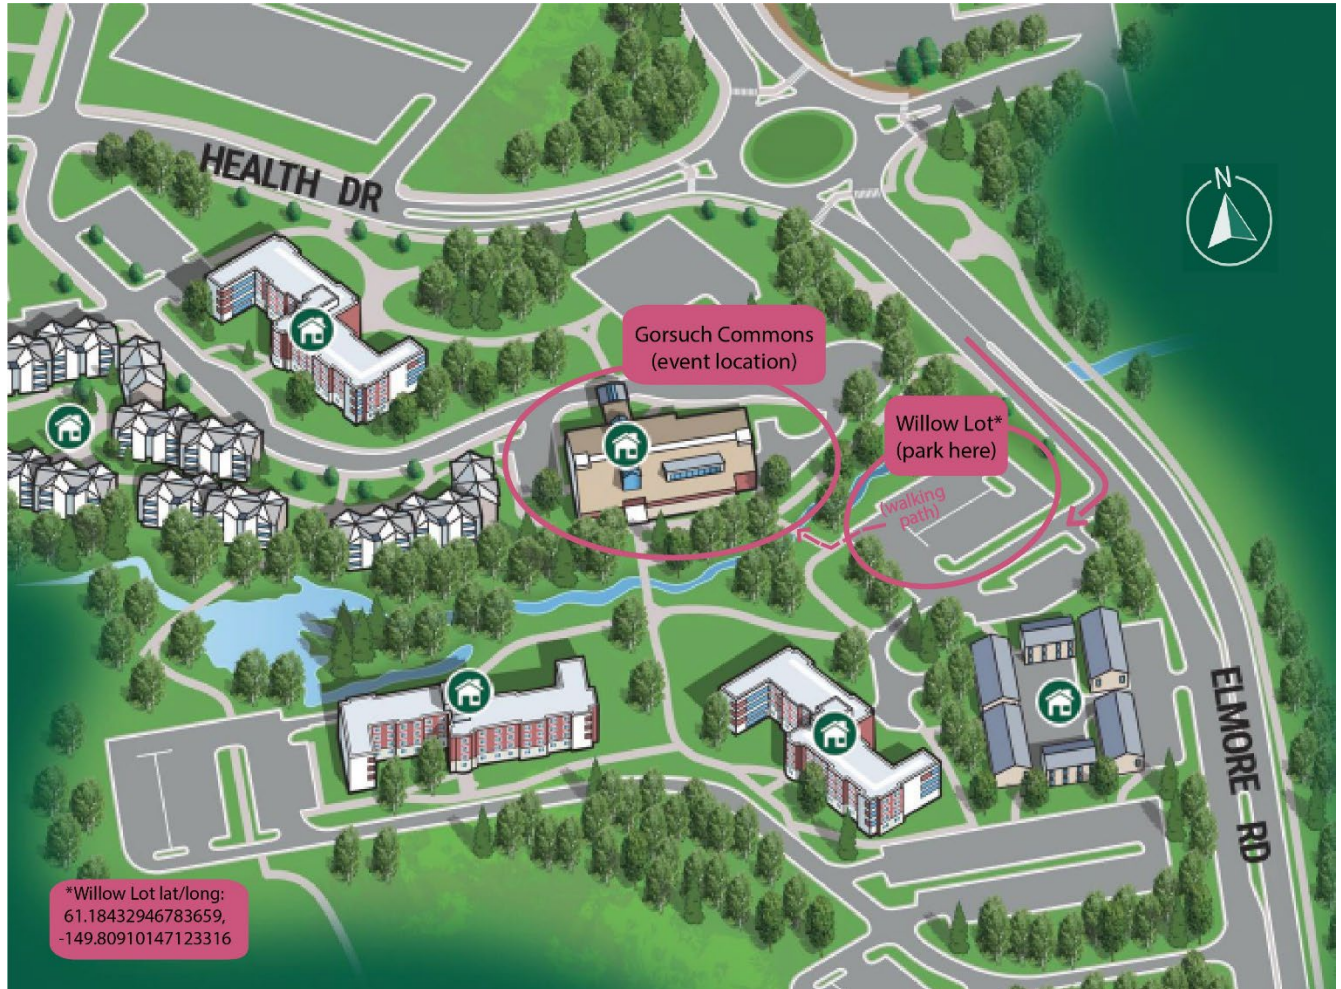 HEALTH DR
N
Gorsuch Commons
(event location)
Willow Lot*
(park here)
(walking
path)
ELMORE RD
*Willow Lot lat/long:
61.18432946783659,
-149.80910147123316